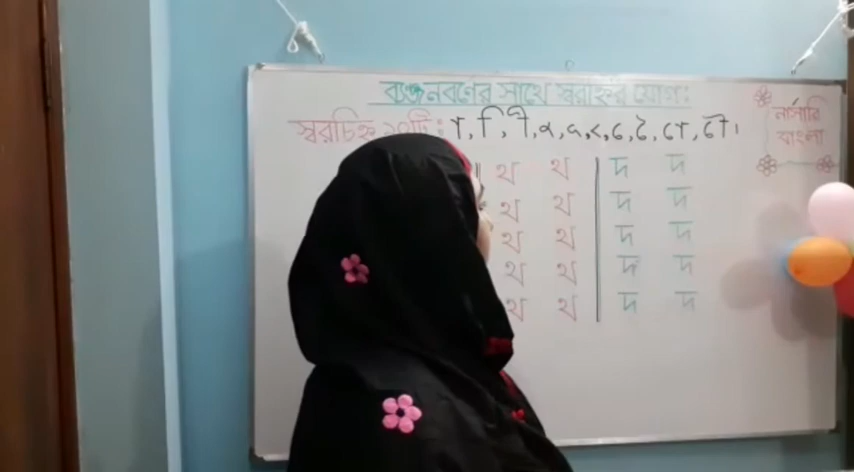 ব্যঞ্জনবর্ণের সাথে স্বরচিহ্নের যোগঃ
স্বরচিহ্ন ১০টি : া, ি, ী, ু, ূ, ৃ, ে, ৈ, ো, ৌ।
নার্সারি
বাংলা
থ থ দ দ
থ থ দ দ
থ থ দ দ
থ থ দ দ
থ থ দ দ